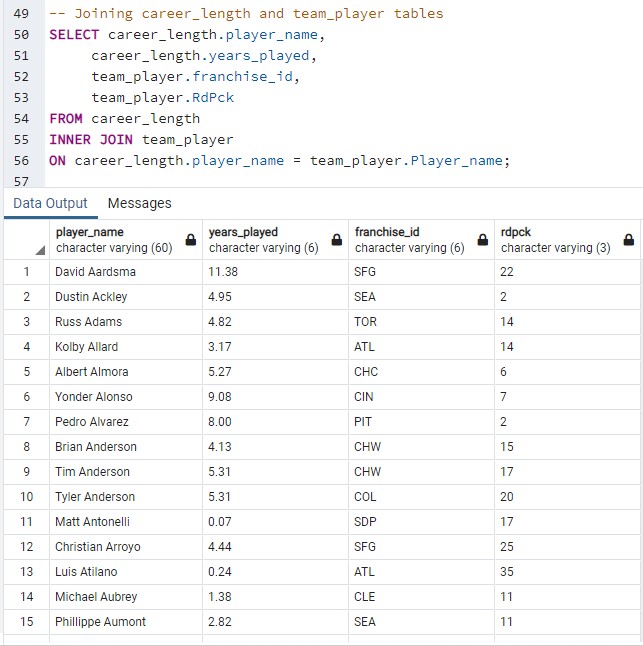 49 -- Joining career_length and team_player tables
50 SELECT career_length.player_name,
51 career_length.years_played,
52 team_player.franchise_id,
53 team_player.RdPck
54 FROM career_length
55 INNER JOIN team_player
56 ON career_length.player_name = team_player.Player_name;
57
Data Output Messages
player_name years_played franchise_id rdpck
character varying (60) character varying (6) character varying (6) character varying (3)
1 David Aardsma 11.38 SFG 22
2 Dustin Ackley 4.95 SEA 2
3 Russ Adams 4.82 TOR 14
4 Kolby Allard 3.17 ATL 14
5 Albert Almora 5.27 CHC 6
6 Yonder Alonso 9.08 CIN 7
7 Pedro Alvarez 8.00 PIT 2
8 Brian Anderson 4.13 CHW 15
9 Tim Anderson 5.31 CHW 17
10 Tyler Anderson 5.31 COL 20
11 Matt Antonelli 0.07 SDP 17
12 Christian Arroyo 4.44 SFG 25
13 Luis Atilano 0.24 ATL 35
14 Michael Aubrey 1.38 CLE 11
15 Phillippe Aumont 2.82 SEA 11